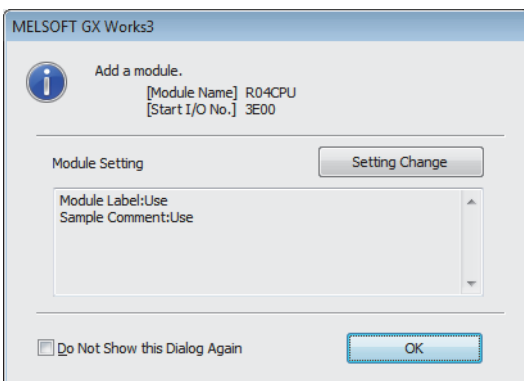 MELSOFT GX Works3
Add a module.
[Module Name] R04CPU
[Start I/O No.] 3E00
Module Setting
Setting Change
Module Label:Use
Sample Comment:Use
Do Not Show this Dialog Again
OK